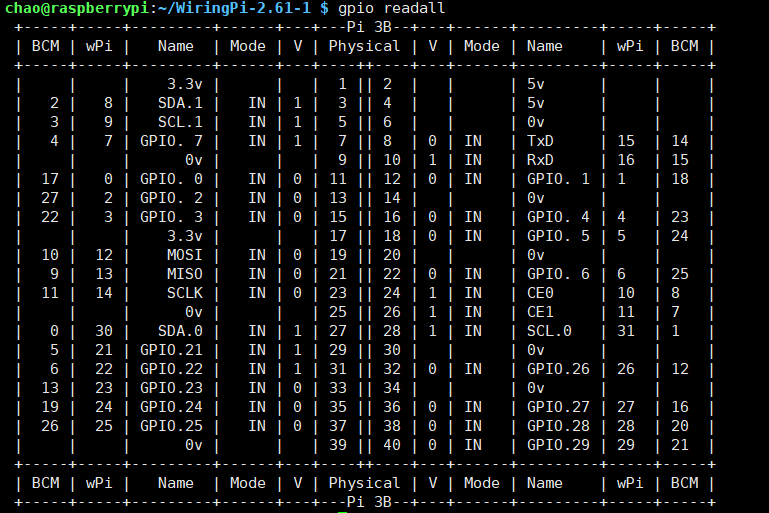 chao@raspberrypi:~/WiringPi-2.61-1 $ gpio readall
 +-----+-----+---------+------+---+---Pi 3B--+---+------+---------+-----+-----+
 | BCM | wPi |   Name  | Mode | V | Physical | V | Mode | Name    | wPi | BCM |
 +-----+-----+---------+------+---+----++----+---+------+---------+-----+-----+
 |     |     |    3.3v |      |   |  1 || 2  |   |      | 5v      |     |     |
 |   2 |   8 |   SDA.1 |   IN | 1 |  3 || 4  |   |      | 5v      |     |     |
 |   3 |   9 |   SCL.1 |   IN | 1 |  5 || 6  |   |      | 0v      |     |     |
 |   4 |   7 | GPIO. 7 |   IN | 1 |  7 || 8  | 0 | IN   | TxD     | 15  | 14  |
 |     |     |      0v |      |   |  9 || 10 | 1 | IN   | RxD     | 16  | 15  |
 |  17 |   0 | GPIO. 0 |   IN | 0 | 11 || 12 | 0 | IN   | GPIO. 1 | 1   | 18  |
 |  27 |   2 | GPIO. 2 |   IN | 0 | 13 || 14 |   |      | 0v      |     |     |
 |  22 |   3 | GPIO. 3 |   IN | 0 | 15 || 16 | 0 | IN   | GPIO. 4 | 4   | 23  |
 |     |     |    3.3v |      |   | 17 || 18 | 0 | IN   | GPIO. 5 | 5   | 24  |
 |  10 |  12 |    MOSI |   IN | 0 | 19 || 20 |   |      | 0v      |     |     |
 |   9 |  13 |    MISO |   IN | 0 | 21 || 22 | 0 | IN   | GPIO. 6 | 6   | 25  |
 |  11 |  14 |    SCLK |   IN | 0 | 23 || 24 | 1 | IN   | CE0     | 10  | 8   |
 |     |     |      0v |      |   | 25 || 26 | 1 | IN   | CE1     | 11  | 7   |
 |   0 |  30 |   SDA.0 |   IN | 1 | 27 || 28 | 1 | IN   | SCL.0   | 31  | 1   |
 |   5 |  21 | GPIO.21 |   IN | 1 | 29 || 30 |   |      | 0v      |     |     |
 |   6 |  22 | GPIO.22 |   IN | 1 | 31 || 32 | 0 | IN   | GPIO.26 | 26  | 12  |
 |  13 |  23 | GPIO.23 |   IN | 0 | 33 || 34 |   |      | 0v      |     |     |
 |  19 |  24 | GPIO.24 |   IN | 0 | 35 || 36 | 0 | IN   | GPIO.27 | 27  | 16  |
 |  26 |  25 | GPIO.25 |   IN | 0 | 37 || 38 | 0 | IN   | GPIO.28 | 28  | 20  |
 |     |     |      0v |      |   | 39 || 40 | 0 | IN   | GPIO.29 | 29  | 21  |
 +-----+-----+---------+------+---+----++----+---+------+---------+-----+-----+
 | BCM | wPi |   Name  | Mode | V | Physical | V | Mode | Name    | wPi | BCM |
 +-----+-----+---------+------+---+---Pi 3B--+---+------+---------+-----+-----+